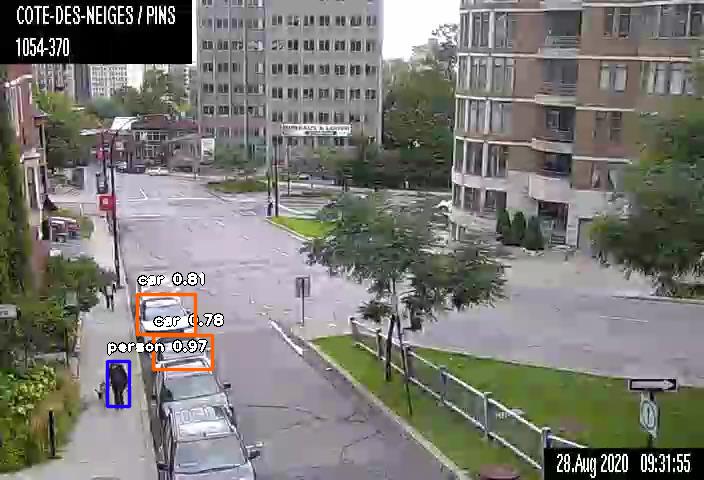 COTE-DES-NEIGES / PINS
1054-370
car 0.81
car 0.78
person 0.97
28.Aug 2020 09:31:55